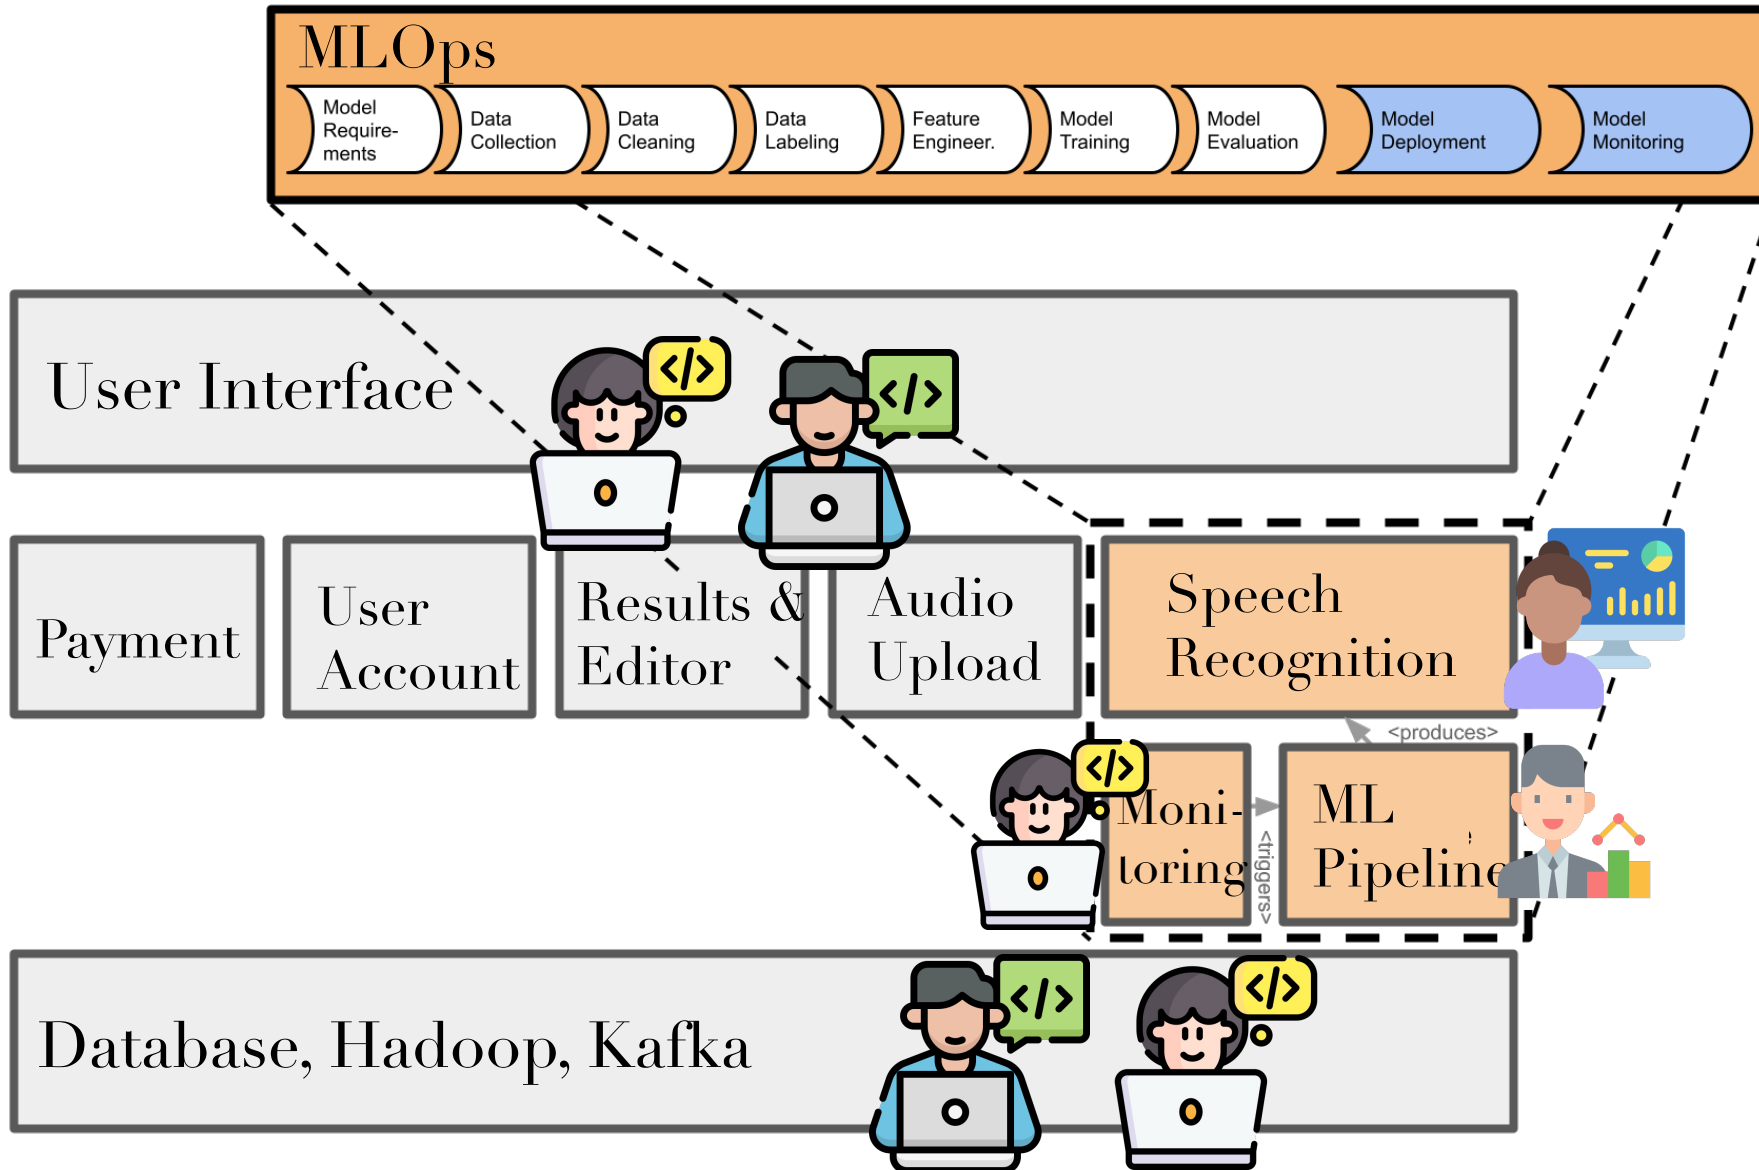 MLOps
Model
Require-
ments
Data
Collection
Data
Cleaning
Data
Labeling
Feature
Engineer.
Model
Training
Model
Evaluation
Model
Deployment
Model
Monitoring
User Interface
</>
</>
Payment
User
Account
Results &
Editor
Audio
Upload
Speech
Recognition
<produces>
</>
Moni-
toring
<triggers>
ML
Pipeline
Database, Hadoop, Kafka
</>
</>